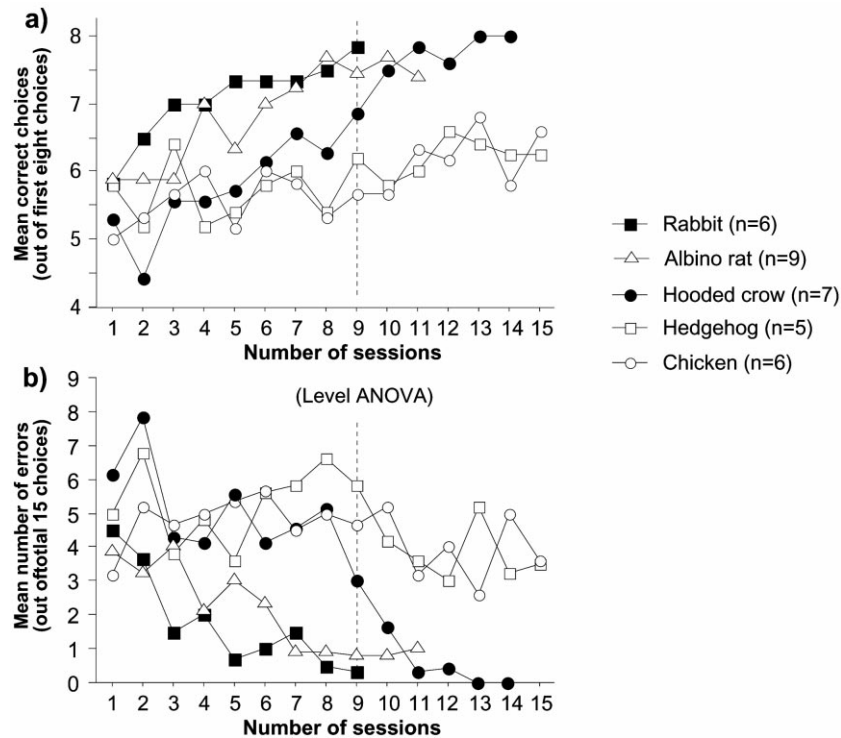 a)
8
7
6
5
4
Mean correct choices
(out of first eight choices)
1 2 3 4 5 6 7 8 9 10 11 12 13 14 15
Number of sessions
Rabbit (n=6)
Albino rat (n=9)
Hooded crow (n=7)
Hedgehog (n=5)
Chicken (n=6)
b)
(Level ANOVA)
9
8
7
6
5
4
3
2
1
0
Mean number of errors
(out oftotlal 15 choices)
1 2 3 4 5 6 7 8 9 10 11 12 13 14 15
Number of sessions